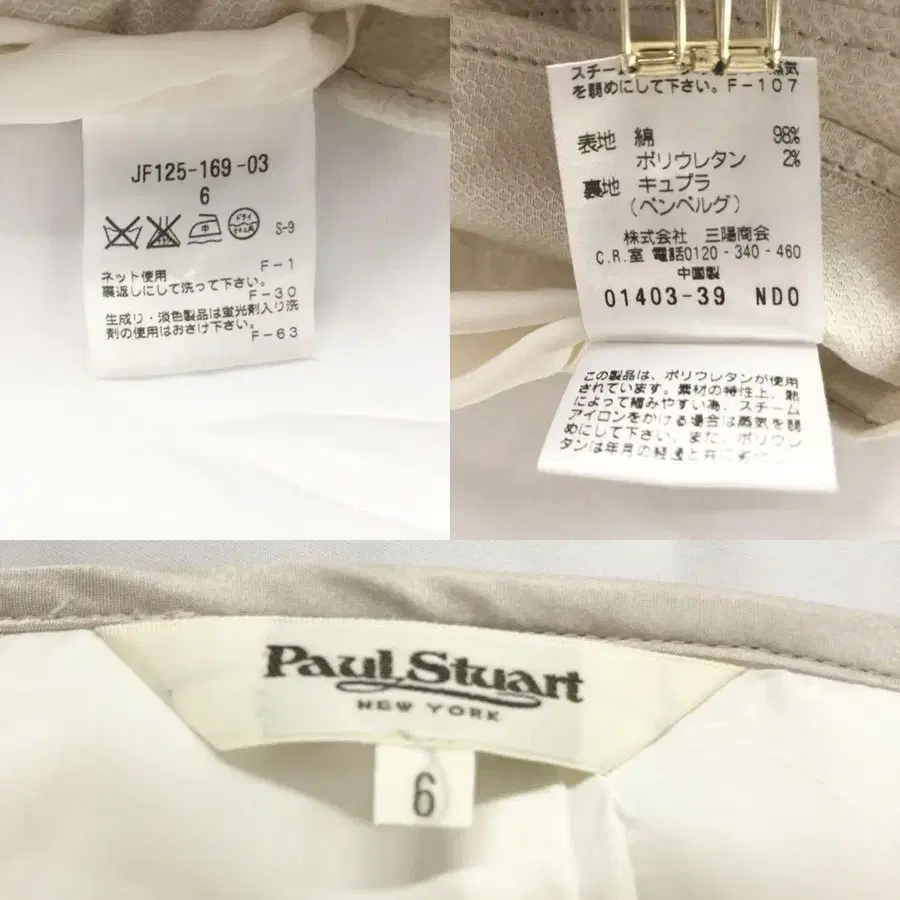 JF125-169-03
6
中
ドライ
S-9
ネット使用
F-1
裏返しにして洗って下さい。
F-30
生成り・淡色製品は蛍光剤入り洗
剤の使用はおさけ下さい。
F-63
を弱めにして下さい。F-107
表地 綿 98%
ポリウレタン 2%
裏地 キュプラ
(ベンベルグ)
株式会社 三陽商会
C.R.室 電話0120-340-460
中国製
01403-39 ND0
この製品は、ポリウレタンが使用
されています。素材の特性上、熱
によって縮みやすい為、スチーム
アイロンをかける場合は蒸気を弱
めにして下さい、また、ポリウレ
タンは年月の経過と共に
Paul Stuart
NEW YORK
6